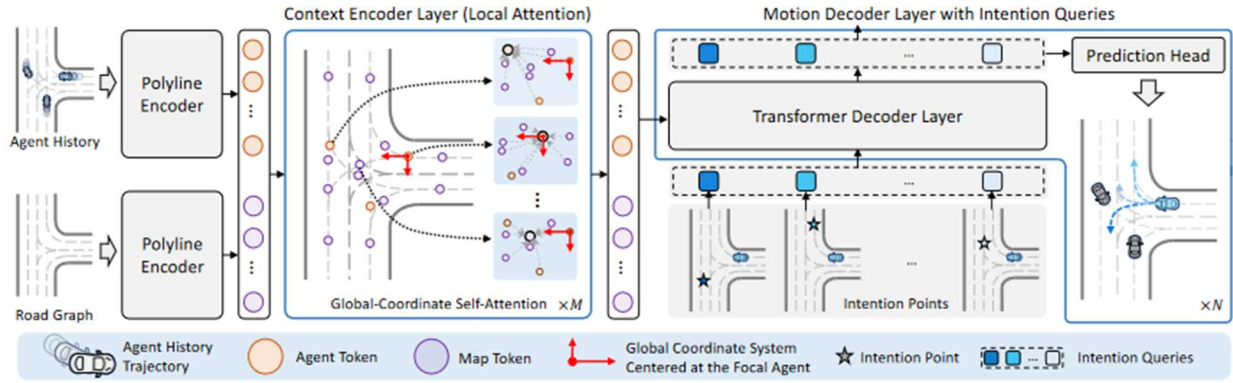 Context Encoder Layer (Local Attention)
Motion Decoder Layer with Intention Queries
Polyline
Encoder
Agent History
Polyline
Encoder
Road Graph
...
...
...
Global-Coordinate Self-Attention ×M
...
...
...
Prediction Head
Transformer Decoder Layer
...
...
Intention Points
×N
Agent History
Trajectory
Agent Token
Map Token
Global Coordinate System
Centered at the Focal Agent
Intention Point
...
Intention Queries